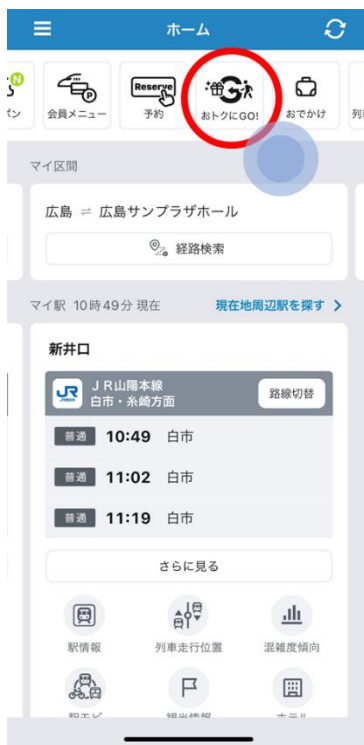 ホーム
N
ポン
P
会員メニュー
Reserve
予約
おトクにGO!
おでかけ
マイ区間
広島 ⇌ 広島サンプラザホール
経路検索
マイ駅 10時49分 現在
現在地周辺駅を探す >
新井口
JR
JR山陽本線
白市・糸崎方面
路線切替
普通 10:49 白市
普通 11:02 白市
普通 11:19 白市
さらに見る
駅情報
列車走行位置
混雑度傾向